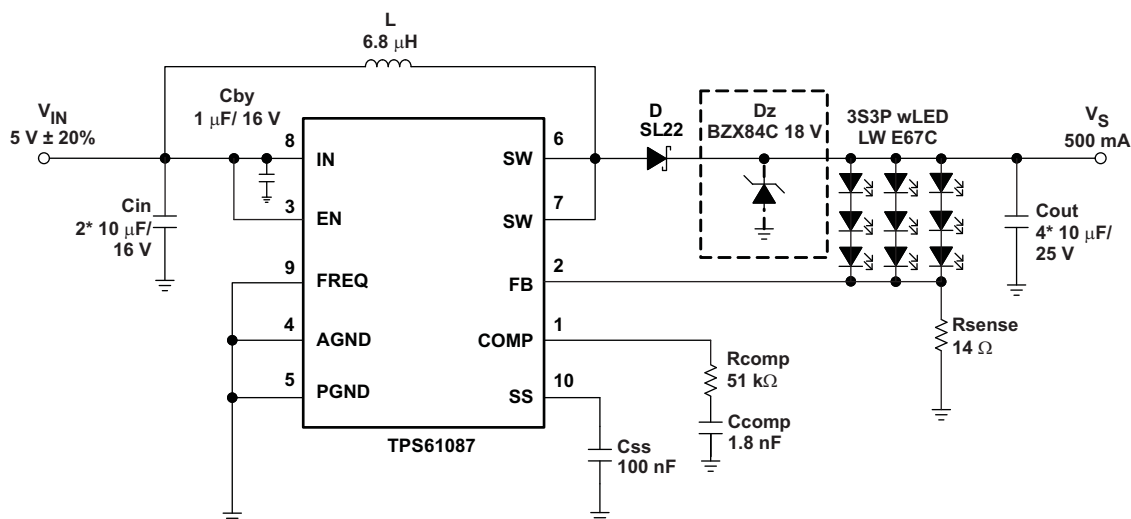 L
6.8 μH
Cby
1 μF/ 16 V
VIN
5 V ± 20%
D
SL22
Dz
BZX84C 18 V
3S3P wLED
LW E67C
VS
500 mA
8
IN
6
SW
3
EN
7
SW
Cin
2* 10 μF/
16 V
Cout
4* 10 μF/
25 V
9
FREQ
2
FB
4
AGND
1
COMP
Rsense
14 Ω
Rcomp
51 kΩ
5
PGND
10
SS
Ccomp
1.8 nF
TPS61087
Css
100 nF